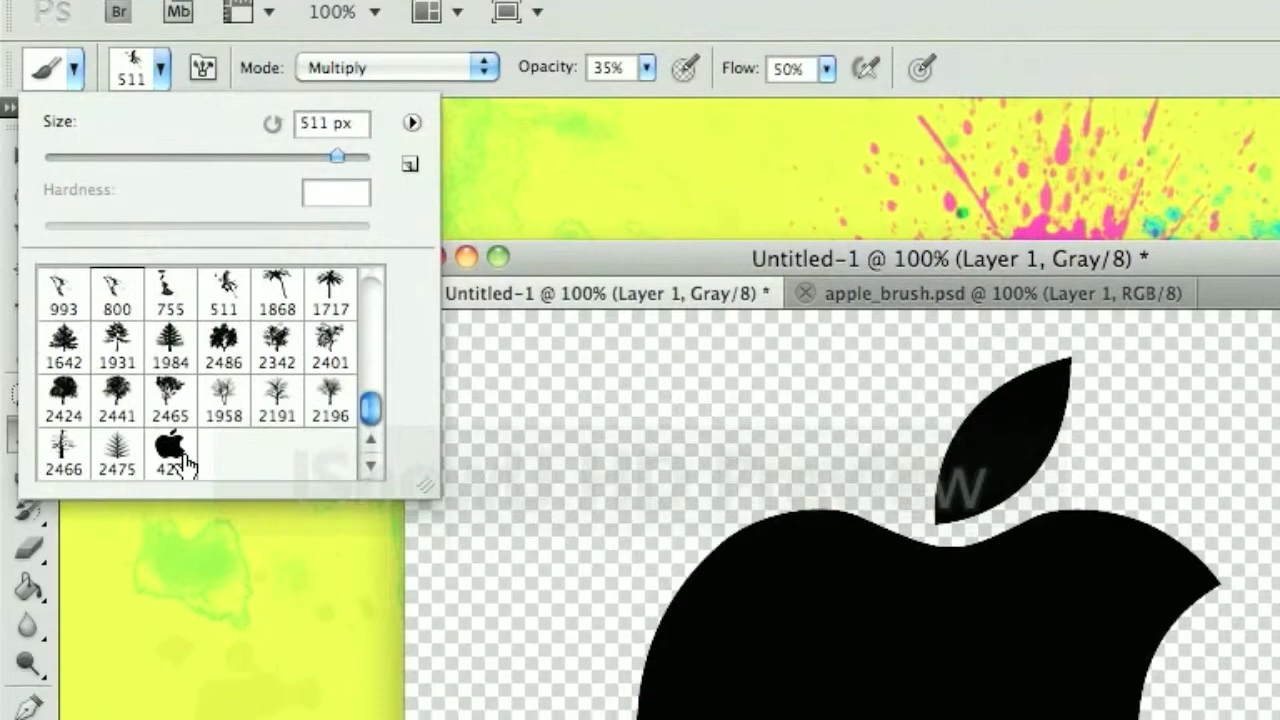 Ps Br Mb 100%
511 Mode: Multiply Opacity: 35% Flow: 50%
Size: 511 px
Hardness:
993 800 755 511 1868 1717
1642 1931 1984 2486 2342 2401
2424 2441 2465 1958 2191 2196
2466 2475
Untitled-1 @ 100% (Layer 1, Gray/8) *
Untitled-1 @ 100% (Layer 1, Gray/8) * apple_brush.psd @ 100% (Layer 1, RGB/8)